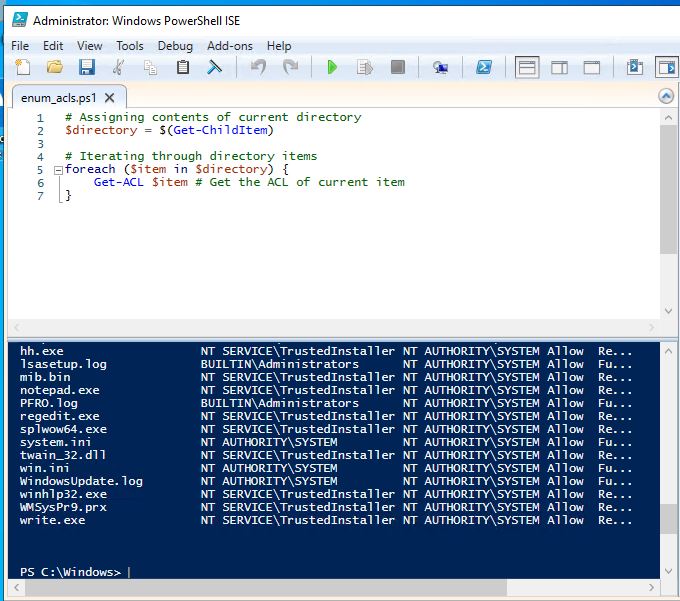 Administrator: Windows PowerShell ISE
File Edit View Tools Debug Add-ons Help
enum_acls.ps1
1 # Assigning contents of current directory
2 $directory = $(Get-ChildItem)
3
4 # Iterating through directory items
5 foreach ($item in $directory) {
6 Get-ACL $item # Get the ACL of current item
7 }
hh.exe NT SERVICE\TrustedInstaller NT AUTHORITY\SYSTEM Allow Re...
lsasetup.log BUILTIN\Administrators NT AUTHORITY\SYSTEM Allow Fu...
mib.bin NT SERVICE\TrustedInstaller NT AUTHORITY\SYSTEM Allow Re...
notepad.exe NT SERVICE\TrustedInstaller NT AUTHORITY\SYSTEM Allow Re...
PFRO.log BUILTIN\Administrators NT AUTHORITY\SYSTEM Allow Fu...
regedit.exe NT SERVICE\TrustedInstaller NT AUTHORITY\SYSTEM Allow Re...
splwow64.exe NT SERVICE\TrustedInstaller NT AUTHORITY\SYSTEM Allow Re...
system.ini NT AUTHORITY\SYSTEM NT AUTHORITY\SYSTEM Allow Fu...
twain_32.dll NT SERVICE\TrustedInstaller NT AUTHORITY\SYSTEM Allow Re...
win.ini NT AUTHORITY\SYSTEM NT AUTHORITY\SYSTEM Allow Fu...
WindowsUpdate.log NT AUTHORITY\SYSTEM NT AUTHORITY\SYSTEM Allow Fu...
winhlp32.exe NT SERVICE\TrustedInstaller NT AUTHORITY\SYSTEM Allow Re...
WMSysPr9.prx NT SERVICE\TrustedInstaller NT AUTHORITY\SYSTEM Allow Re...
write.exe NT SERVICE\TrustedInstaller NT AUTHORITY\SYSTEM Allow Re...
PS C:\Windows>